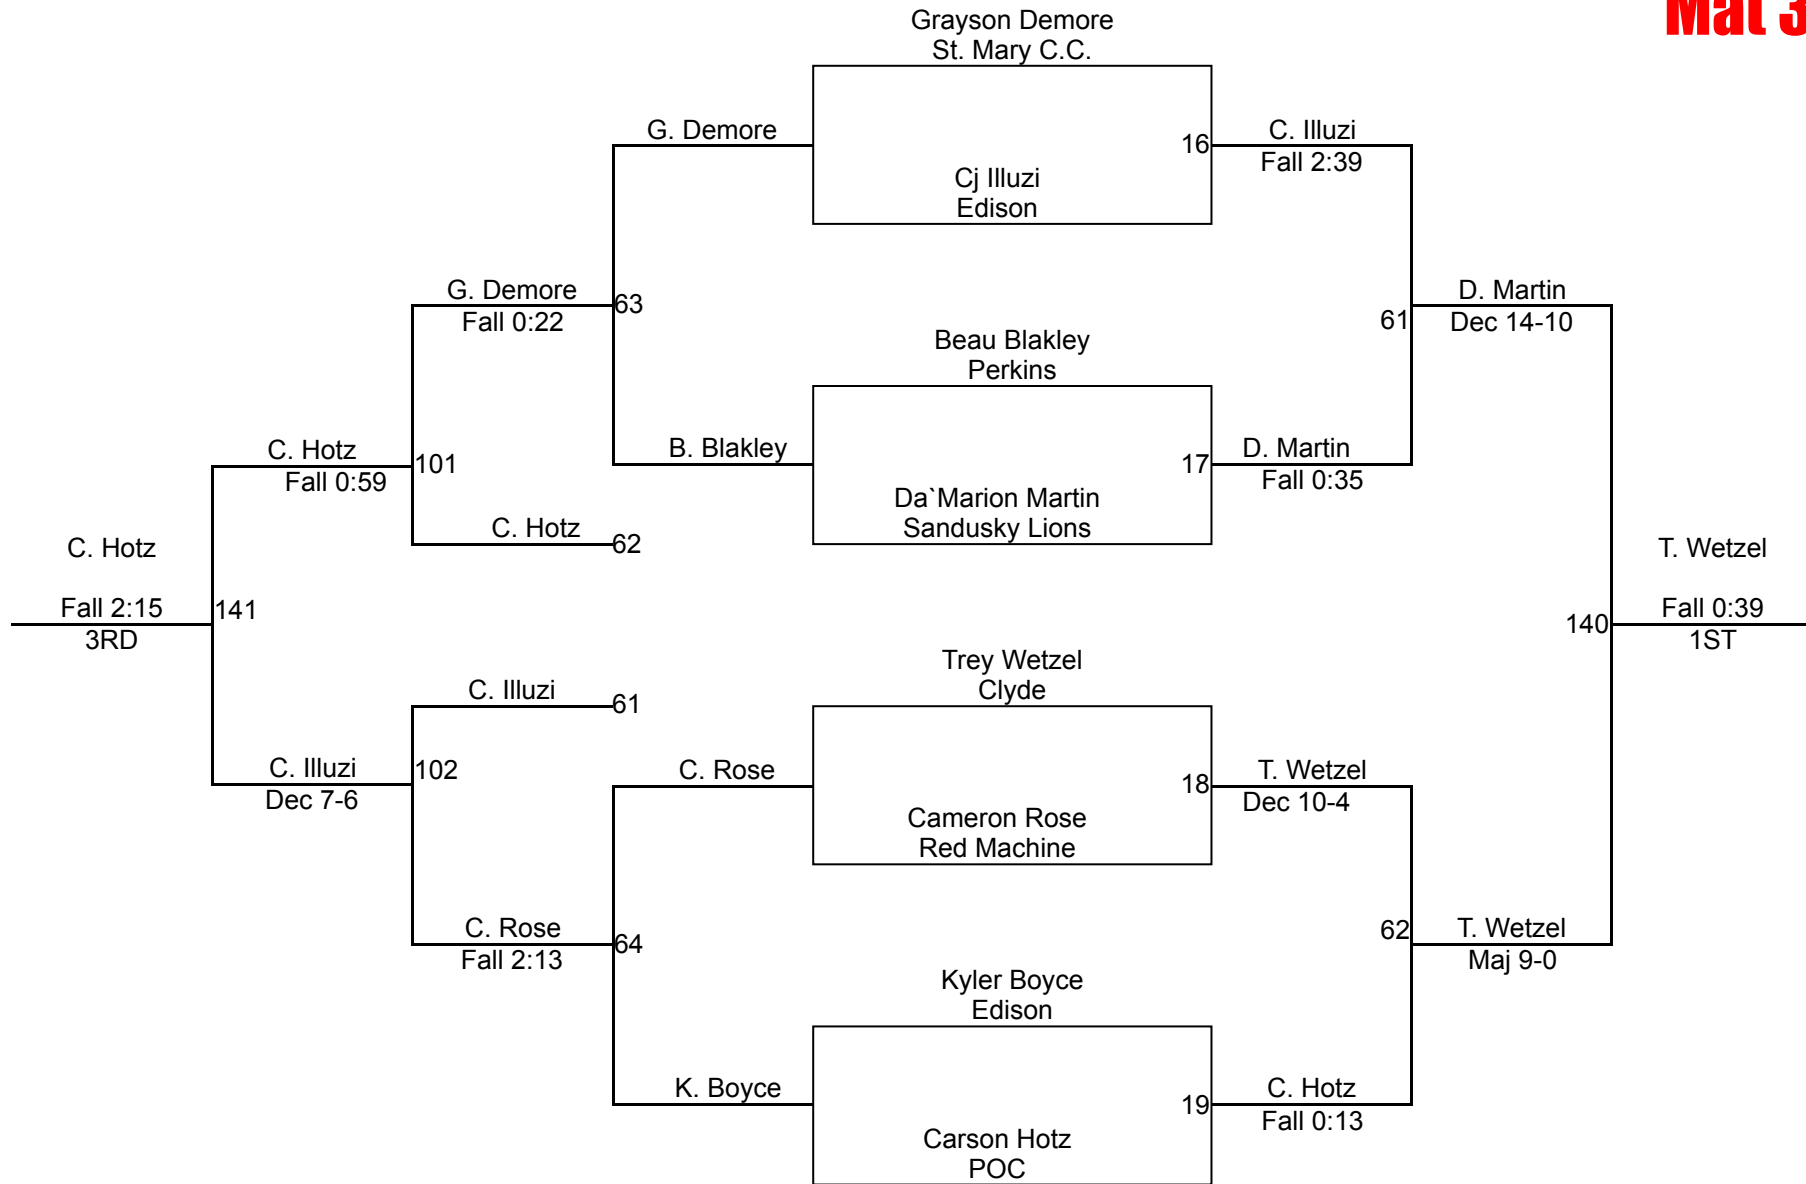 Mat 3
Grayson Demore
St. Mary C.C.
G. Demore
16
C. Illuzi
Fall 2:39
Cj Illuzi
Edison
G. Demore
Fall 0:22
63
61
D. Martin
Dec 14-10
Beau Blakley
Perkins
C. Hotz
Fall 0:59
101
B. Blakley
17
D. Martin
Fall 0:35
Da`Marion Martin
Sandusky Lions
C. Hotz
62
C. Hotz
Fall 2:15
3RD
141
T. Wetzel
140
Fall 0:39
1ST
C. Illuzi
61
Trey Wetzel
Clyde
C. Illuzi
Dec 7-6
102
C. Rose
18
T. Wetzel
Dec 10-4
Cameron Rose
Red Machine
C. Rose
Fall 2:13
64
62
T. Wetzel
Maj 9-0
Kyler Boyce
Edison
K. Boyce
19
C. Hotz
Fall 0:13
Carson Hotz
POC